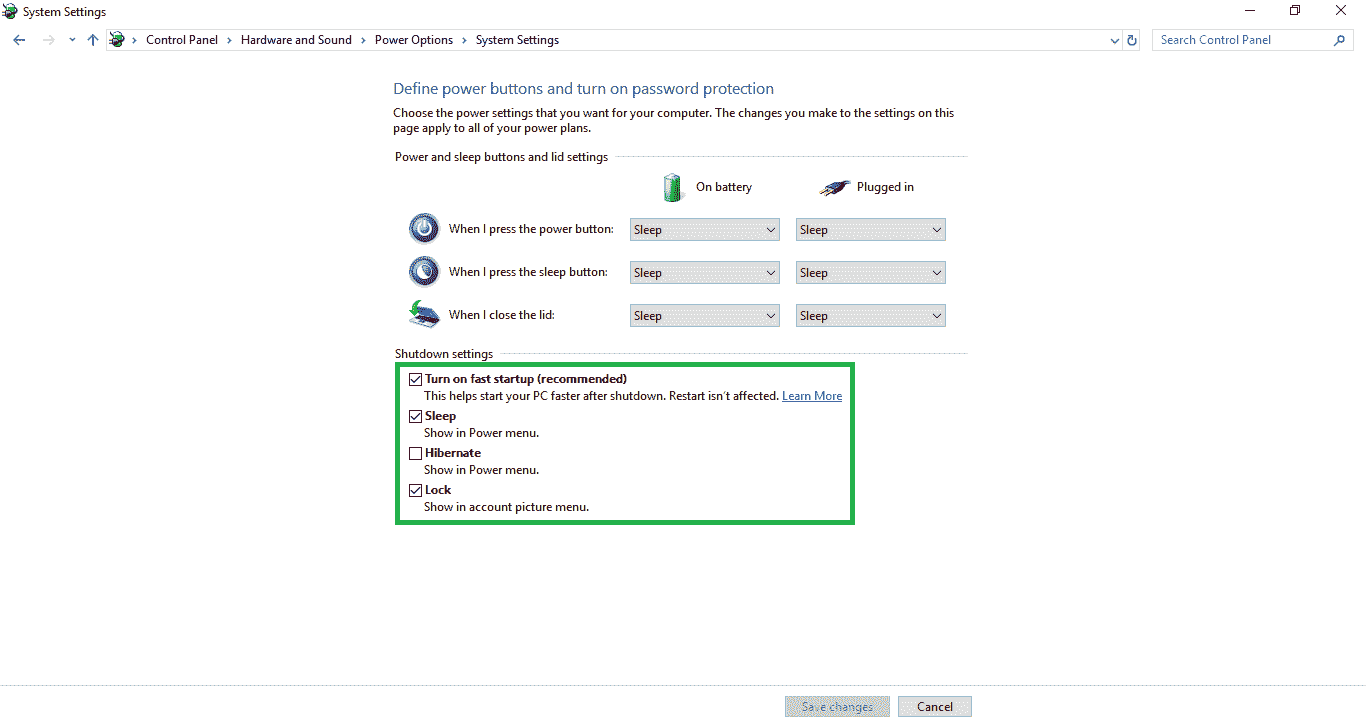 System Settings
Control Panel > Hardware and Sound > Power Options > System Settings
Search Control Panel
Define power buttons and turn on password protection
Choose the power settings that you want for your computer. The changes you make to the settings on this
page apply to all of your power plans.
Power and sleep buttons and lid settings
On battery Plugged in
When I press the power button: Sleep Sleep
When I press the sleep button: Sleep Sleep
When I close the lid: Sleep Sleep
Shutdown settings
Turn on fast startup (recommended)
This helps start your PC faster after shutdown. Restart isn't affected. Learn More
Sleep
Show in Power menu.
Hibernate
Show in Power menu.
Lock
Show in account picture menu.
Save changes Cancel